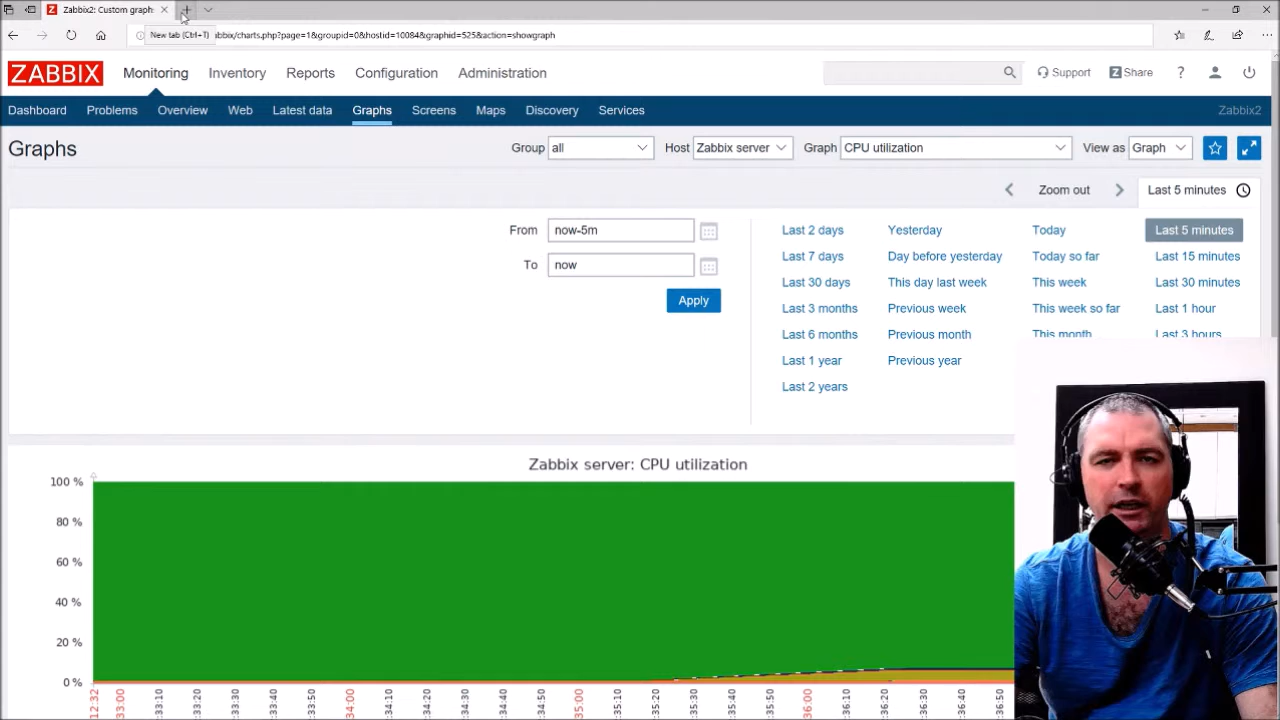 Zabbix2: Custom graphs
New tab (Ctrl+T)
bbix/charts.php?page=1&groupid=0&hostid=10084&graphid=525&action=showgraph
ZABBIX Monitoring Inventory Reports Configuration Administration Support Z Share ?
Dashboard Problems Overview Web Latest data Graphs Screens Maps Discovery Services Zabbix2
Graphs Group all Host Zabbix server Graph CPU utilization View as Graph
Zoom out Last 5 minutes
From now-5m Last 2 days Yesterday Today Last 5 minutes
Last 7 days Day before yesterday Today so far Last 15 minutes
To now
Last 30 days This day last week This week Last 30 minutes
Apply Last 3 months Previous week This week so far Last 1 hour
Last 6 months Previous month This month Last 3 hours
Last 1 year Previous year
Last 2 years
Zabbix server: CPU utilization
100 %
80 %
60 %
40 %
20 %
0 %
12:32 33:00 33:10 33:20 33:30 33:40 33:50 34:00 34:10 34:20 34:30 34:40 34:50 35:00 35:10 35:20 35:30 35:40 35:50 36:00 36:10 36:20 36:30 36:40 36:50